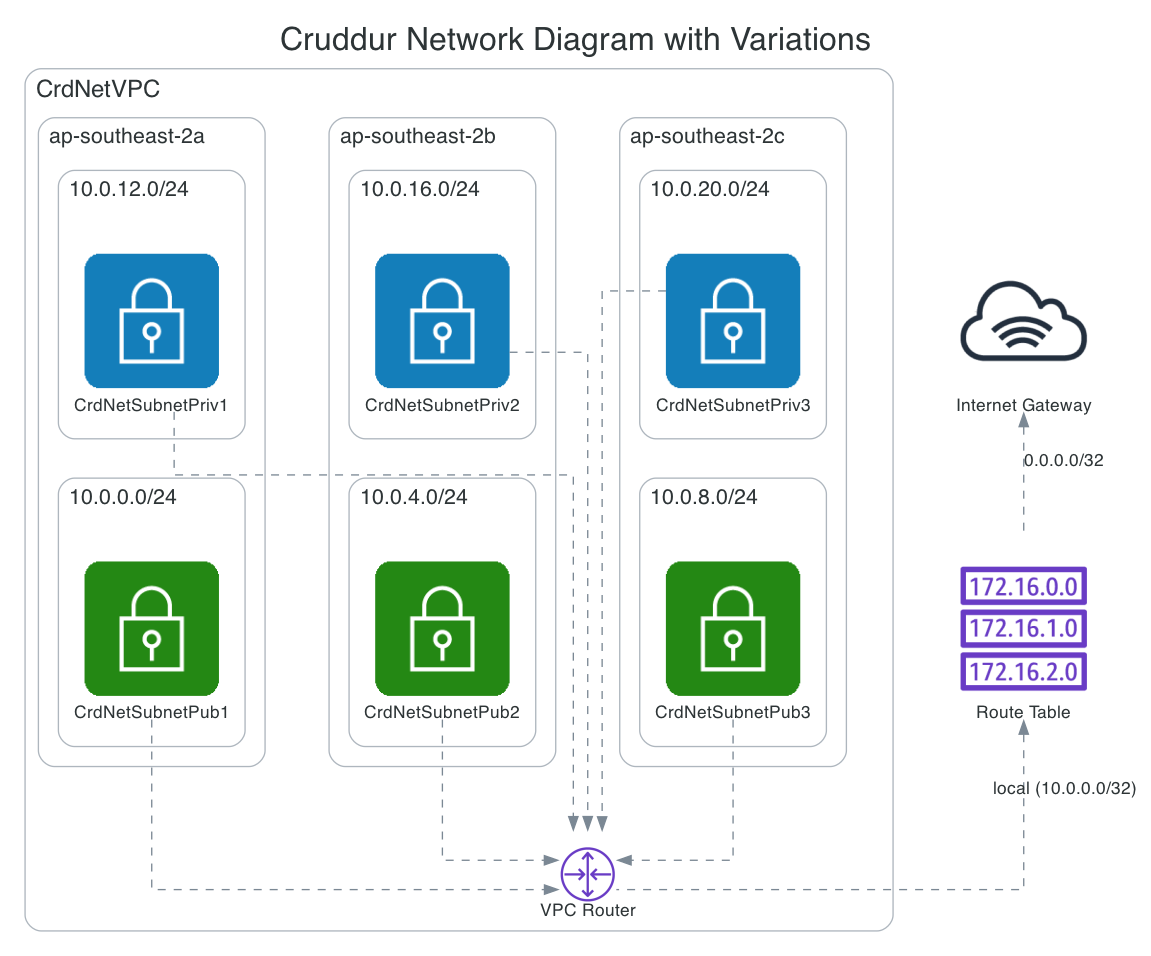 Cruddur Network Diagram with Variations
CrdNetVPC
ap-southeast-2a
ap-southeast-2b
ap-southeast-2c
10.0.12.0/24
10.0.16.0/24
10.0.20.0/24
CrdNetSubnetPriv1
CrdNetSubnetPriv2
CrdNetSubnetPriv3
Internet Gateway
0.0.0.0/32
10.0.0.0/24
10.0.4.0/24
10.0.8.0/24
172.16.0.0
172.16.1.0
172.16.2.0
CrdNetSubnetPub1
CrdNetSubnetPub2
CrdNetSubnetPub3
Route Table
local (10.0.0.0/32)
VPC Router